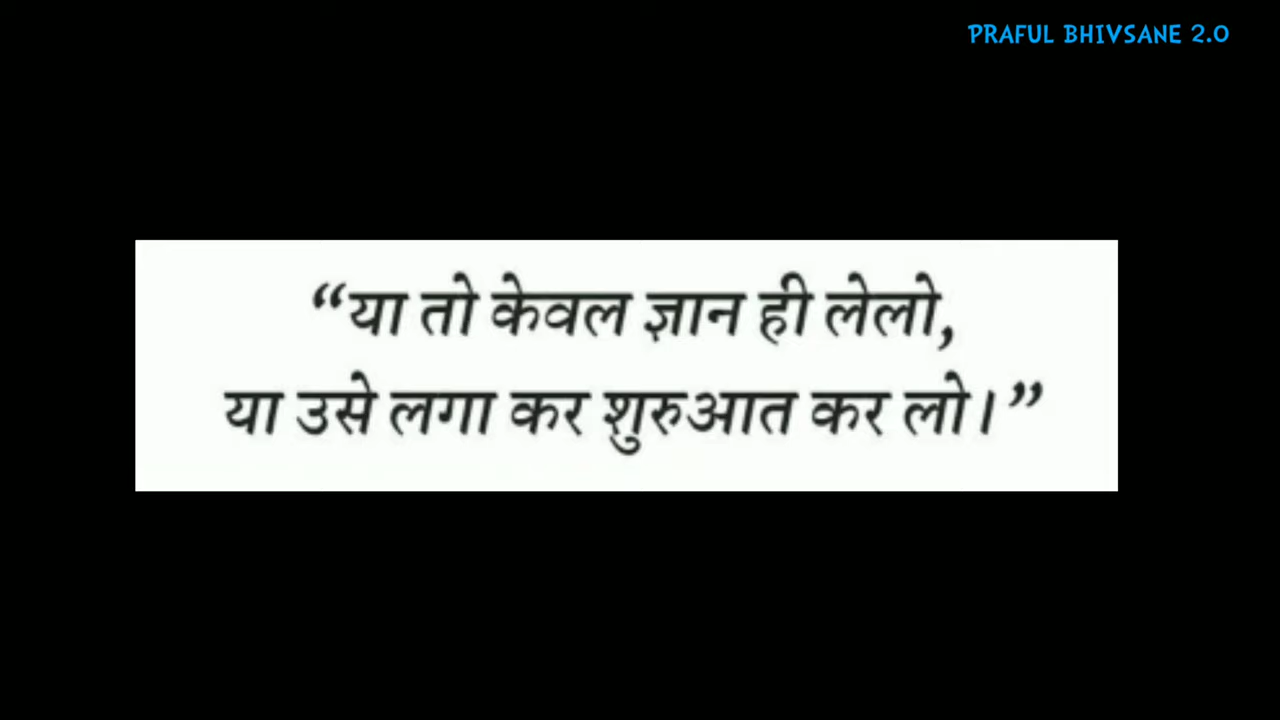 PRAFUL BHIVSANE 2.0
“या तो केवल ज्ञान ही लेलो,
या उसे लगा कर शुरुआत कर लो।”